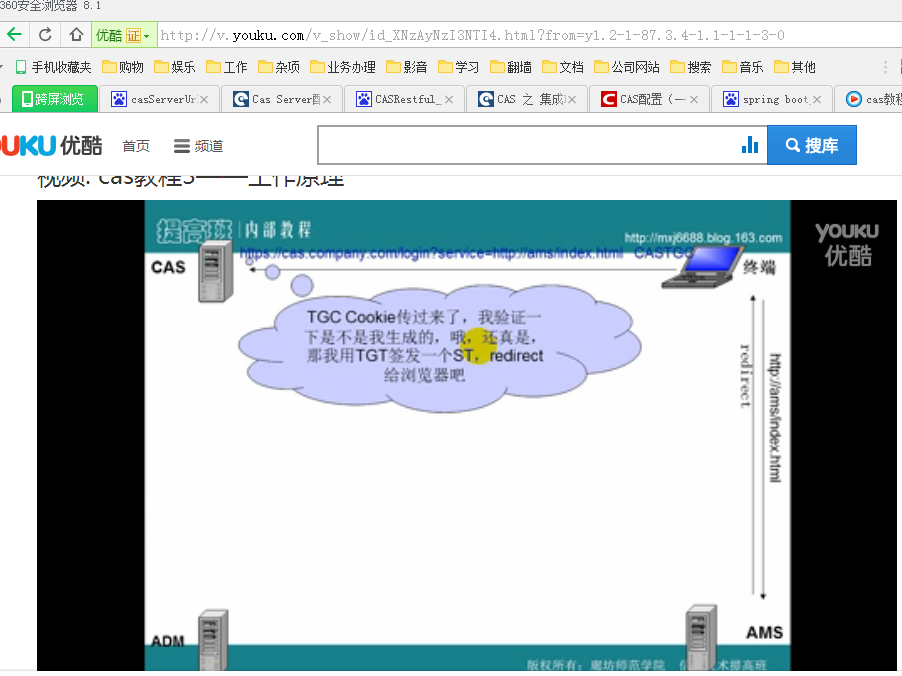 360安全浏览器 8.1
优酷 证
http://v.youku.com/v_show/id_XNzAyNzI3NTI4.html?from=y1.2-1-87.3.4-1.1-1-1-3-0
手机收藏夹 购物 娱乐 工作 杂项 业务办理 影音 学习 翻墙 文档 公司网站 搜索 音乐 其他
跨屏浏览 casServerUr Cas Server配 CASRestful_ CAS 之 集成 CAS配置（一 spring boot_ cas教程
OUKU 优酷 首页 频道 搜库
视频: cas教程3——工作原理
提高班 内部教程
http://mxj6688.blog.163.com
YOUKU
优酷
https://cas.company.com/login?service=http://ams/index.html CASTGC
CAS
终端
TGC Cookie传过来了，我验证一
下是不是我生成的，哦，还真是，
那我用TGT签发一个ST，redirect
给浏览器吧
redirect
http://ams/index.html
ADM
AMS
版权所有：廊坊师范学院 信 术提高班